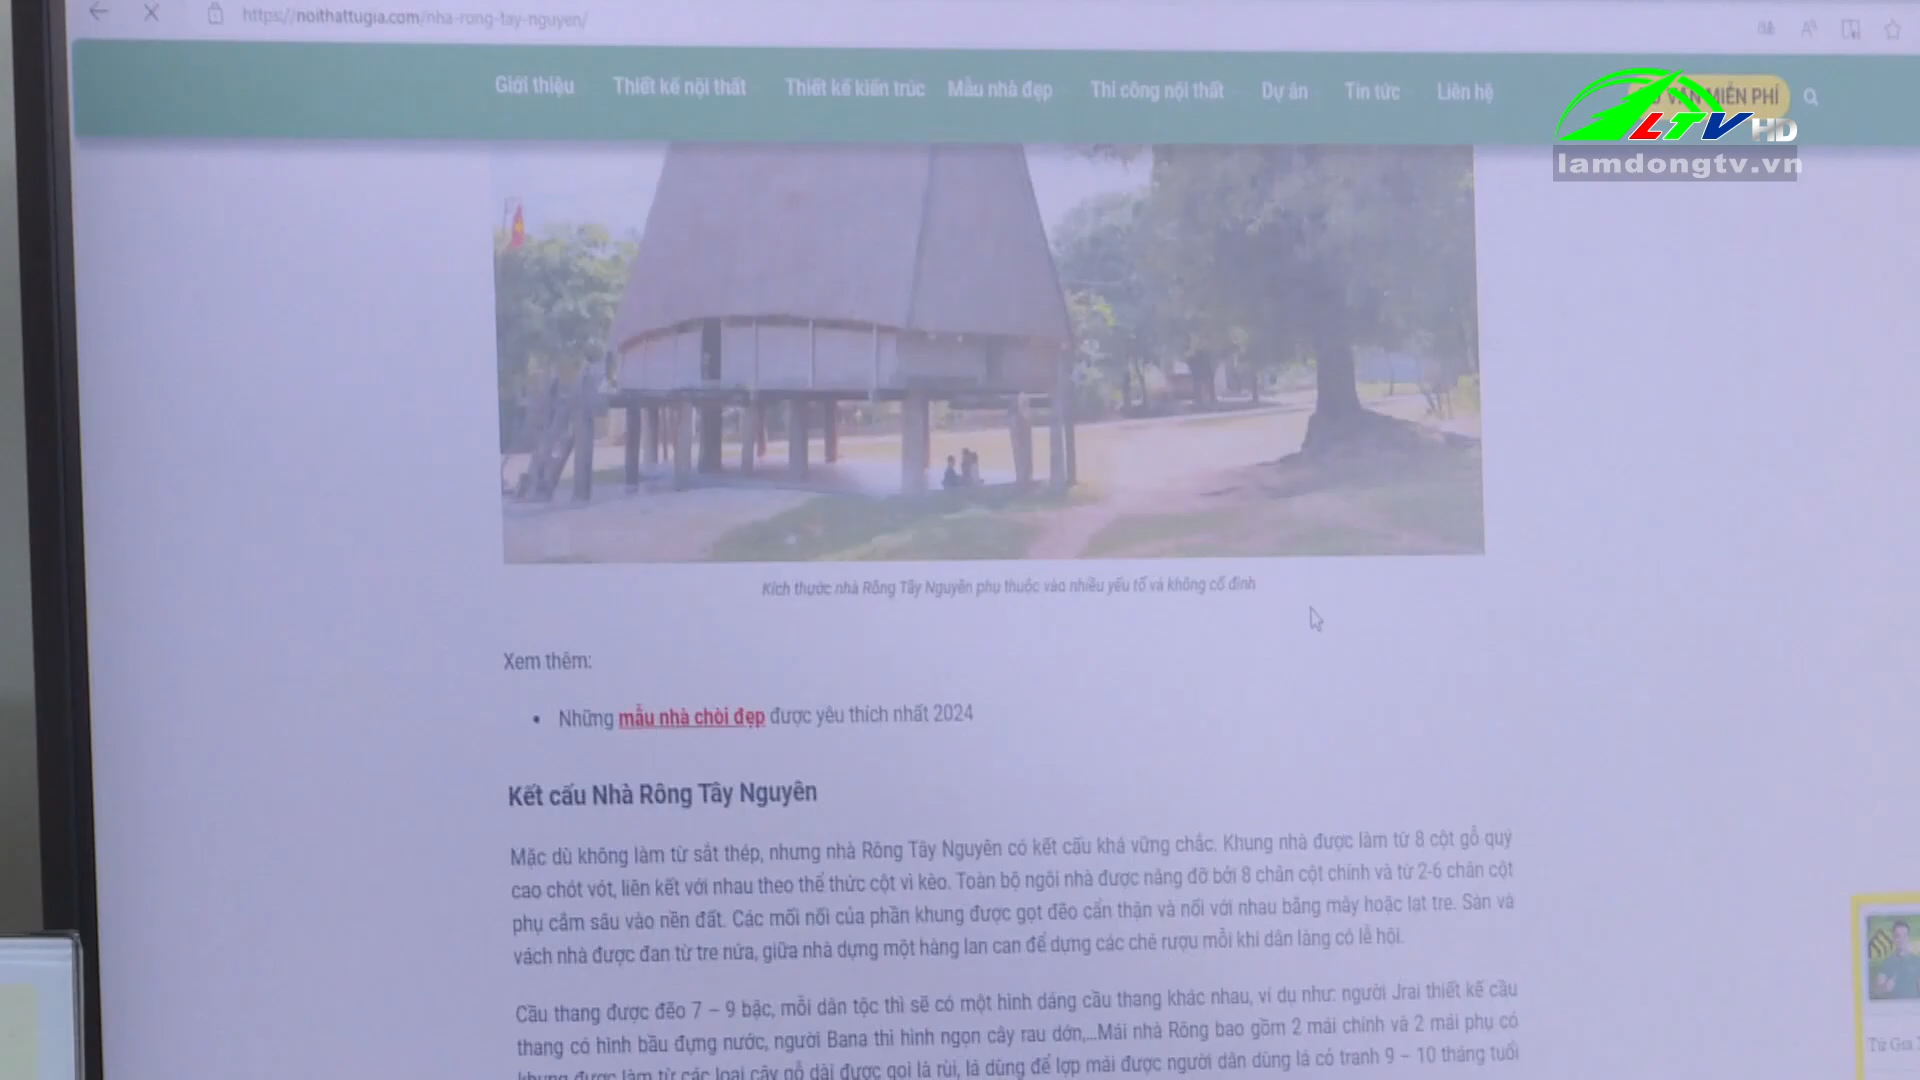 https://noithattugia.com/nha-rong-tay-nguyen/
Giới thiệu Thiết kế nội thất Thiết kế kiến trúc Mẫu nhà đẹp Thi công nội thất Dự án Tin tức Liên hệ
VẤN MIỄN PHÍ
LTV HD
lamdongtv.vn
Kích thước nhà Rông Tây Nguyên phụ thuộc vào nhiều yếu tố và không cố định
Xem thêm:
• Những mẫu nhà chòi đẹp được yêu thích nhất 2024
Kết cấu Nhà Rông Tây Nguyên
Mặc dù không làm từ sắt thép, nhưng nhà Rông Tây Nguyên có kết cấu khá vững chắc. Khung nhà được làm từ 8 cột gỗ quý
cao chót vót, liên kết với nhau theo thể thức cột vì kèo. Toàn bộ ngôi nhà được nâng đỡ bởi 8 chân cột chính và từ 2-6 chân cột
phụ cắm sâu vào nền đất. Các mối nối của phần khung được gọt đẽo cẩn thận và nối với nhau bằng mây hoặc lạt tre. Sàn và
vách nhà được đan từ tre nứa, giữa nhà dựng một hàng lan can để dựng các ché rượu mỗi khi dân làng có lễ hội.
Cầu thang được đẽo 7 – 9 bậc, mỗi dân tộc thì sẽ có một hình dáng cầu thang khác nhau, ví dụ như: người Jrai thiết kế cầu
thang có hình bầu đựng nước, người Bana thì hình ngọn cây rau dớn,...Mái nhà Rông bao gồm 2 mái chính và 2 mái phụ có
khung được làm từ các loại cây gỗ dài được gọi là rùi, lá dùng để lợp mái được người dân dùng lá cỏ tranh 9 – 10 tháng tuổi
Tứ Gia